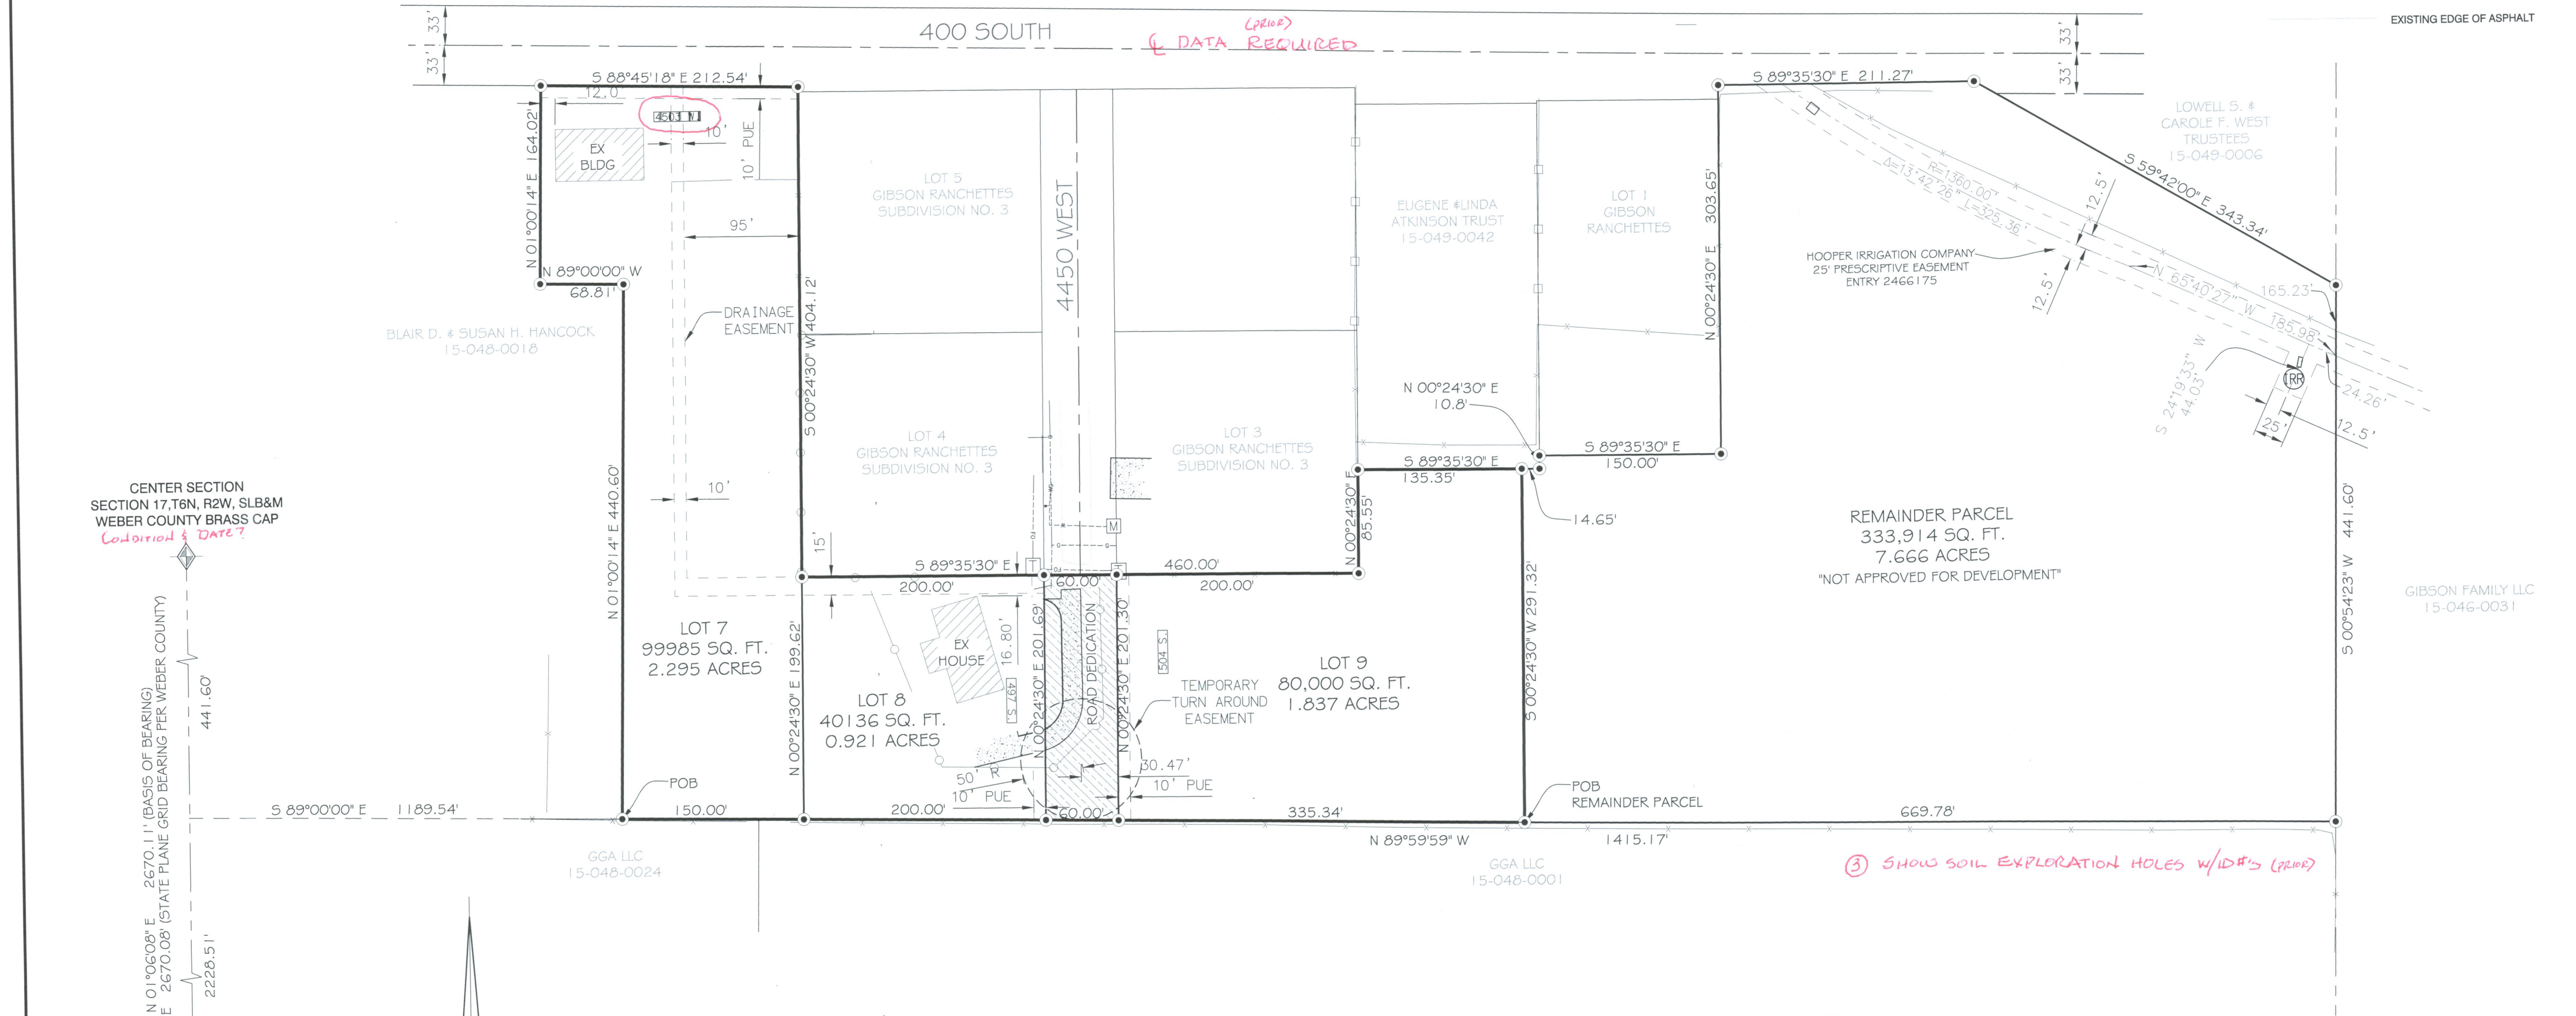 33'
33'
400 SOUTH
(PRIOR)
℄ DATA REQUIRED
33'
33'
EXISTING EDGE OF ASPHALT
S 88°45'18" E 212.54'
12.0'
4503 W
10'
10' PUE
EX
BLDG
N 01°00'14" E 164.02'
95'
N 89°00'00" W
68.81'
DRAINAGE
EASEMENT
S 00°24'30" W 404.12'
BLAIR D. & SUSAN H. HANCOCK
15-048-0018
LOT 5
GIBSON RANCHETTES
SUBDIVISION NO. 3
4450 WEST
EUGENE &LINDA
ATKINSON TRUST
15-049-0042
LOT 1
GIBSON
RANCHETTES
N 00°24'30" E 303.65'
S 89°35'30" E 211.27'
LOWELL S. &
CAROLE F. WEST
TRUSTEES
15-049-0006
S 59°42'00" E 343.34'
R=1360.00'
Δ=13°42'26" L=325.36'
12.5'
12.5'
HOOPER IRRIGATION COMPANY
25' PRESCRIPTIVE EASEMENT
ENTRY 2466175
N 65°40'27" W 185.98'
165.23'
S 24°19'33" W
44.03'
IRR
24.26'
25'
12.5'
LOT 4
GIBSON RANCHETTES
SUBDIVISION NO. 3
LOT 3
GIBSON RANCHETTES
SUBDIVISION NO. 3
N 00°24'30" E
10.8'
S 89°35'30" E
135.35'
S 89°35'30" E
150.00'
14.65'
N 00°24'30" E
85.55'
N 01°00'14" E 440.60'
10'
15'
M
T
T
S 89°35'30" E
460.00'
200.00'
60.00'
200.00'
CENTER SECTION
SECTION 17,T6N, R2W, SLB&M
WEBER COUNTY BRASS CAP
CONDITION & DATE?
REMAINDER PARCEL
333,914 SQ. FT.
7.666 ACRES
"NOT APPROVED FOR DEVELOPMENT"
S 00°54'23" W 441.60'
GIBSON FAMILY LLC
15-046-0031
LOT 7
99985 SQ. FT.
2.295 ACRES
N 00°24'30" E 199.62'
LOT 8
40136 SQ. FT.
0.921 ACRES
EX
HOUSE
16.80'
497 S.
N 00°24'30" E 201.69'
ROAD DEDICATION
N 00°24'30" E 201.30'
504 S.
TEMPORARY
TURN AROUND
EASEMENT
LOT 9
80,000 SQ. FT.
1.837 ACRES
S 00°24'30" W 291.32'
50' R
10' PUE
30.47'
10' PUE
441.60'
N 01°06'08" E 2670.11' (BASIS OF BEARING)
E 2670.08' (STATE PLANE GRID BEARING PER WEBER COUNTY)
2228.51'
S 89°00'00" E 1189.54'
POB
150.00'
200.00'
60.00'
335.34'
POB
REMAINDER PARCEL
669.78'
N 89°59'59" W 1415.17'
GGA LLC
15-048-0024
GGA LLC
15-048-0001
③ SHOW SOIL EXPLORATION HOLES W/ID#'S (PRIOR)